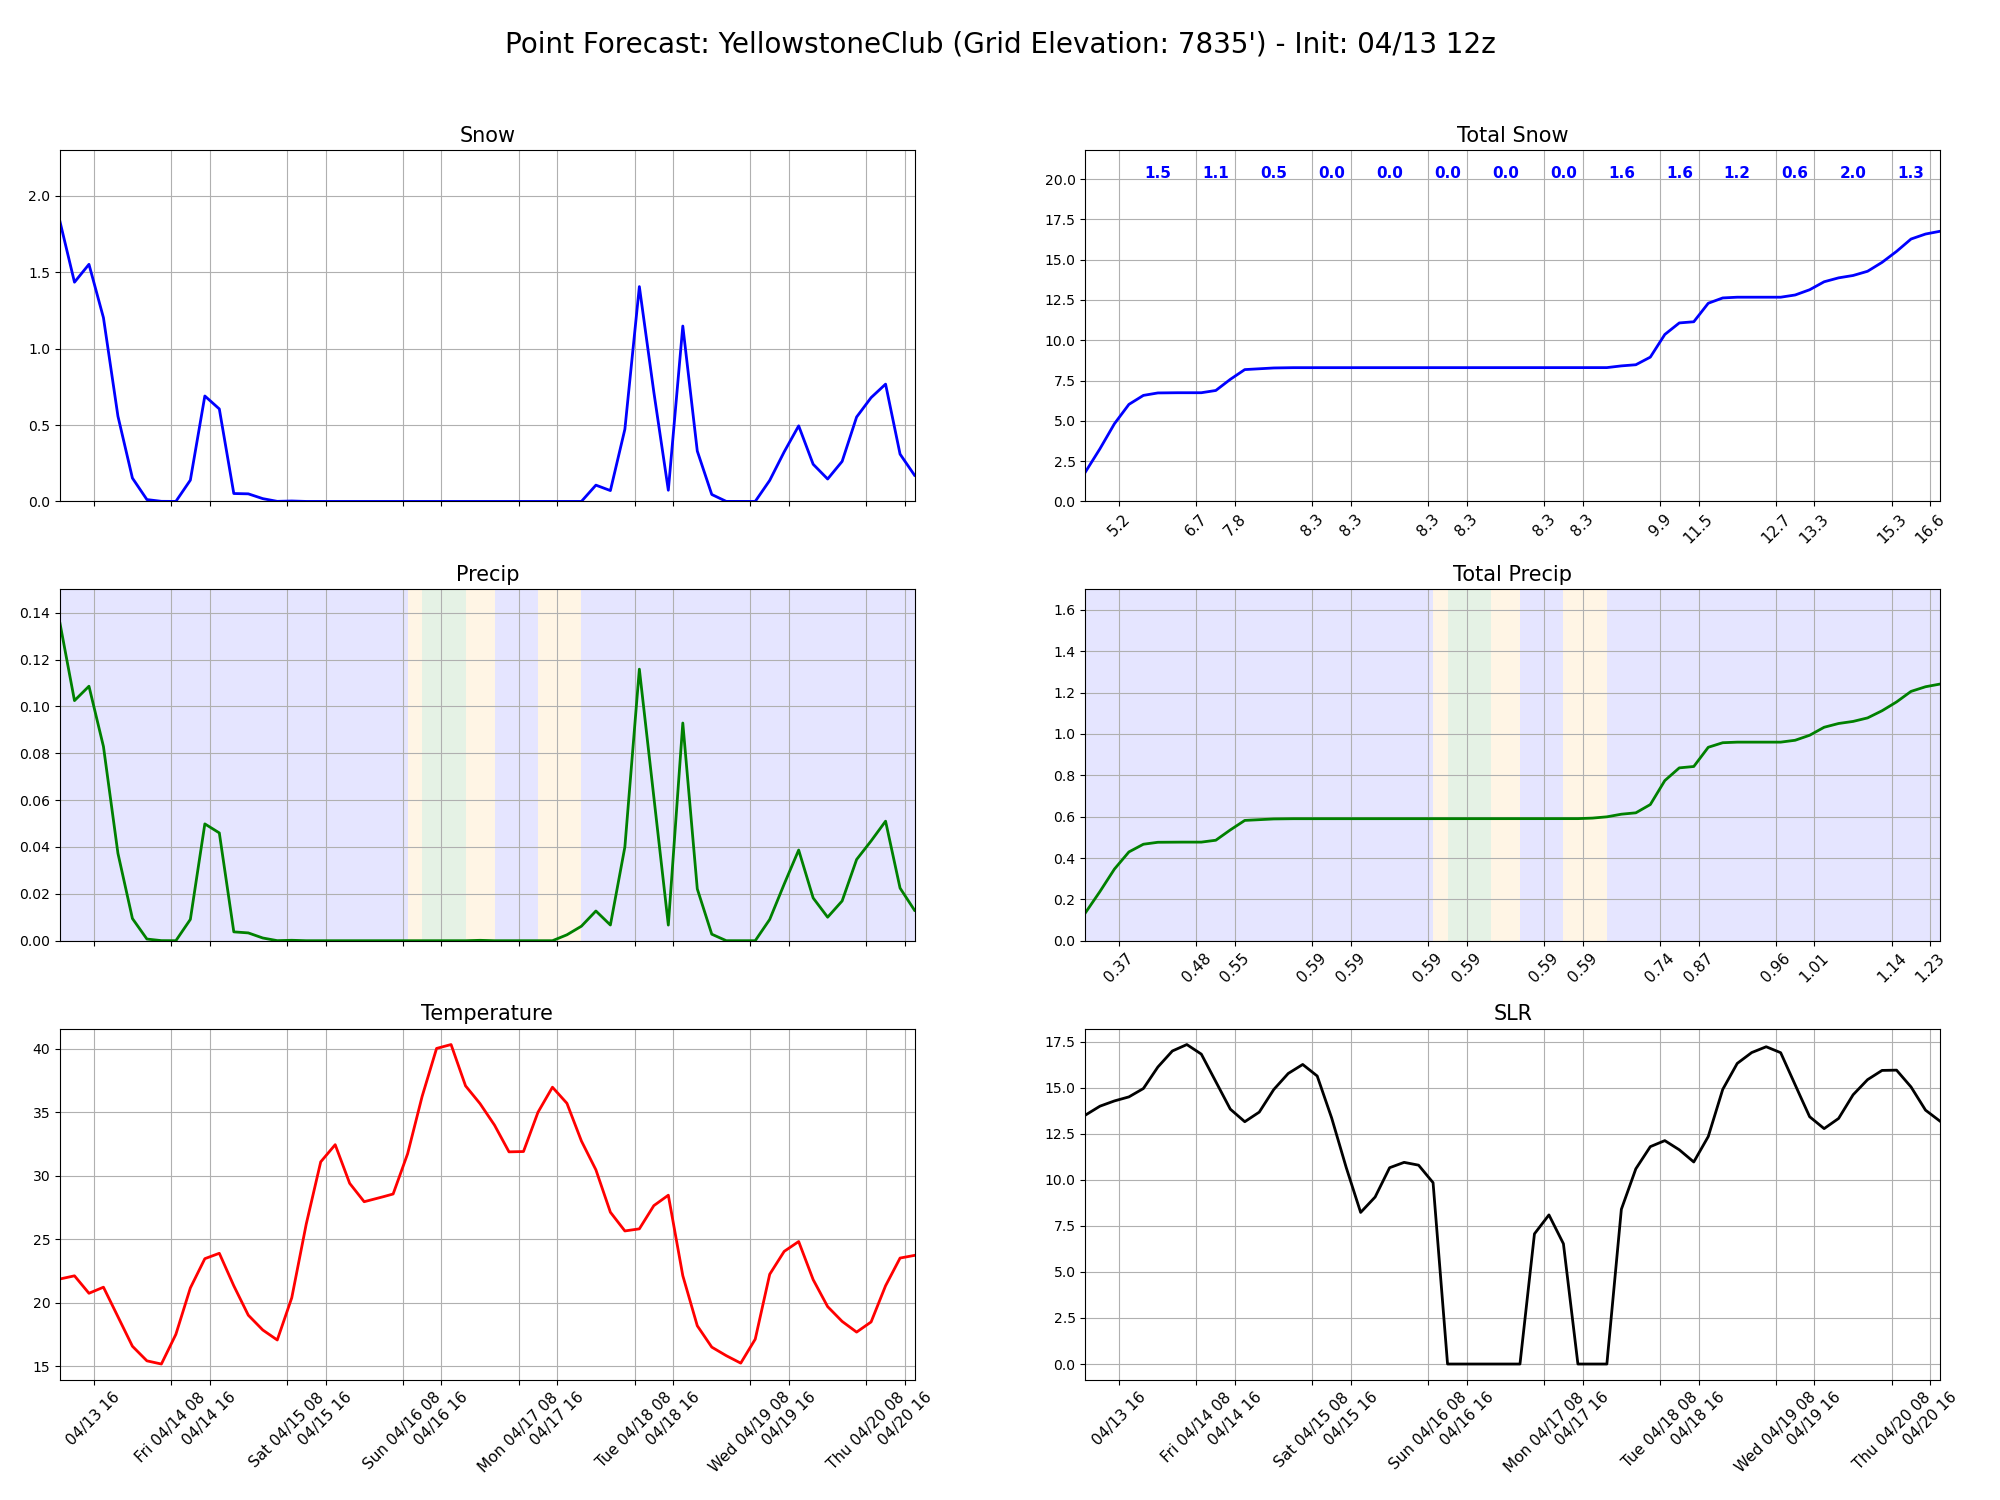 Point Forecast: YellowstoneClub (Grid Elevation: 7835') - Init: 04/13 12z
Snow
2.0
1.5
1.0
0.5
0.0
Total Snow
1.5 1.1 0.5 0.0 0.0 0.0 0.0 0.0 1.6 1.6 1.2 0.6 2.0 1.3
20.0
17.5
15.0
12.5
10.0
7.5
5.0
2.5
0.0
5.2 6.7 7.8 8.3 8.3 8.3 8.3 8.3 8.3 9.9 11.5 12.7 13.3 15.3 16.6
Precip
0.14
0.12
0.10
0.08
0.06
0.04
0.02
0.00
Total Precip
1.6
1.4
1.2
1.0
0.8
0.6
0.4
0.2
0.0
0.37 0.48 0.55 0.59 0.59 0.59 0.59 0.59 0.59 0.74 0.87 0.96 1.01 1.14 1.23
Temperature
40
35
30
25
20
15
04/13 16
Fri 04/14 08
04/14 16
Sat 04/15 08
04/15 16
Sun 04/16 08
04/16 16
Mon 04/17 08
04/17 16
Tue 04/18 08
04/18 16
Wed 04/19 08
04/19 16
Thu 04/20 08
04/20 16
SLR
17.5
15.0
12.5
10.0
7.5
5.0
2.5
0.0
04/13 16
Fri 04/14 08
04/14 16
Sat 04/15 08
04/15 16
Sun 04/16 08
04/16 16
Mon 04/17 08
04/17 16
Tue 04/18 08
04/18 16
Wed 04/19 08
04/19 16
Thu 04/20 08
04/20 16